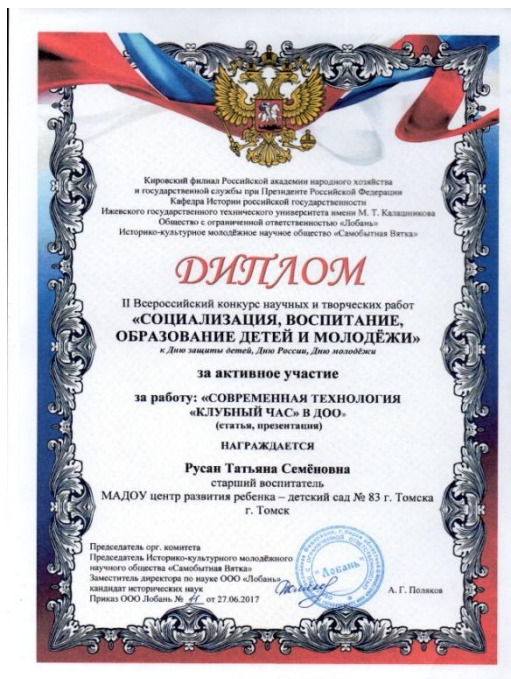 Кировский филиал Российской академии народного хозяйства
и государственной службы при Президенте Российской Федерации
Кафедра Истории российской государственности
Ижевского государственного технического университета имени М. Т. Калашникова
Общество с ограниченной ответственностью «Лобань»
Историко-культурное молодёжное научное общество «Самобытная Вятка»
ДИПЛОМ
II Всероссийский конкурс научных и творческих работ
«СОЦИАЛИЗАЦИЯ, ВОСПИТАНИЕ,
ОБРАЗОВАНИЕ ДЕТЕЙ И МОЛОДЁЖИ»
к Дню защиты детей, Дню России, Дню молодёжи
за активное участие
за работу: «СОВРЕМЕННАЯ ТЕХНОЛОГИЯ
«КЛУБНЫЙ ЧАС» В ДОО»
(статья, презентация)
НАГРАЖДАЕТСЯ
Русан Татьяна Семёновна
старший воспитатель
МАДОУ центр развития ребенка – детский сад № 83 г. Томска
г. Томск
Председатель орг. комитета
Председатель Историко-культурного молодёжного
научного общества «Самобытная Вятка»
Заместитель директора по науке ООО «Лобань»
кандидат исторических наук
А. Г. Поляков
Приказ ООО Лобань № от 27.06.2017
"Лобань"